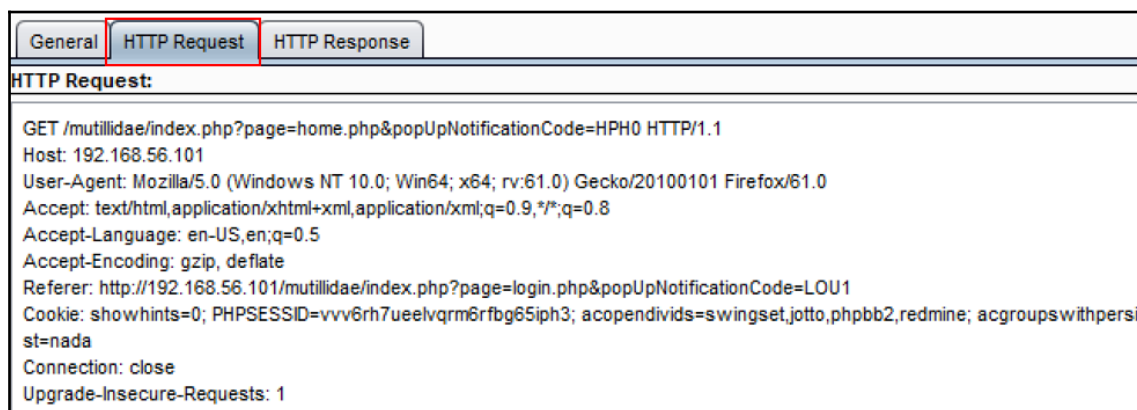 General HTTP Request HTTP Response
HTTP Request:
GET /mutillidae/index.php?page=home.php&popUpNotificationCode=HPH0 HTTP/1.1
Host: 192.168.56.101
User-Agent: Mozilla/5.0 (Windows NT 10.0; Win64; x64; rv:61.0) Gecko/20100101 Firefox/61.0
Accept: text/html,application/xhtml+xml,application/xml;q=0.9,*/*;q=0.8
Accept-Language: en-US,en;q=0.5
Accept-Encoding: gzip, deflate
Referer: http://192.168.56.101/mutillidae/index.php?page=login.php&popUpNotificationCode=LOU1
Cookie: showhints=0; PHPSESSID=vvv6rh7ueelvqrm6rfbg65iph3; acopendivids=swingset,jotto,phpbb2,redmine; acgroupswithpersi
st=nada
Connection: close
Upgrade-Insecure-Requests: 1